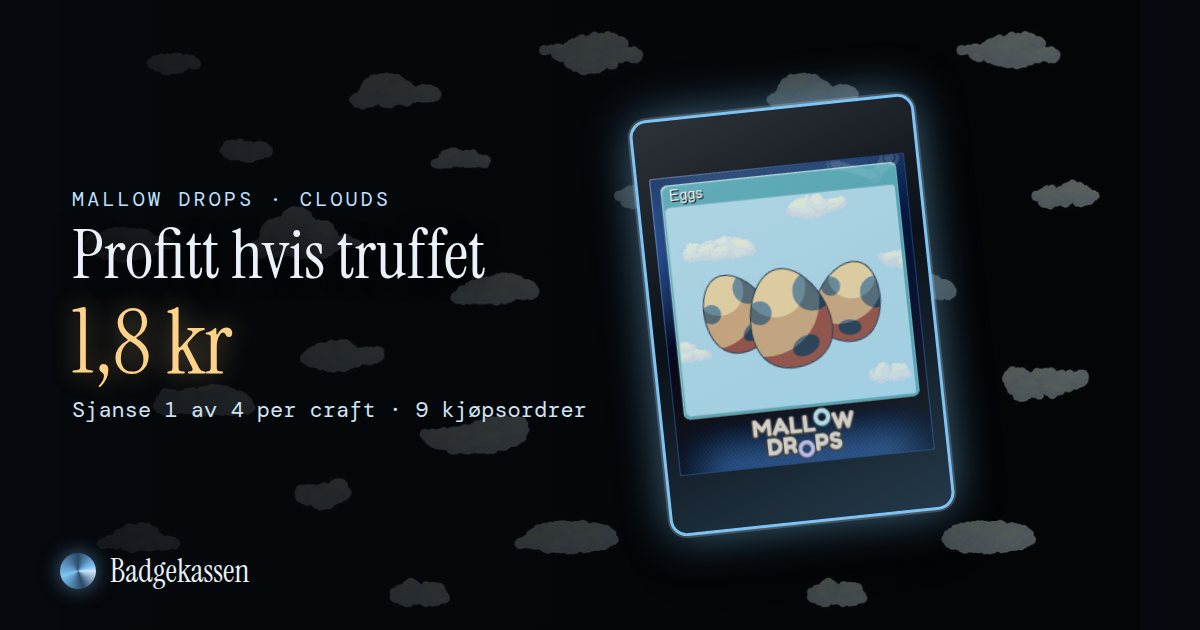 MALLOW DROPS · CLOUDS
Profitt hvis truffet
1,8 kr
Sjanse 1 av 4 per craft · 9 kjøpsordrer
Badgekassen
Eggs
MALLOW
DROPS